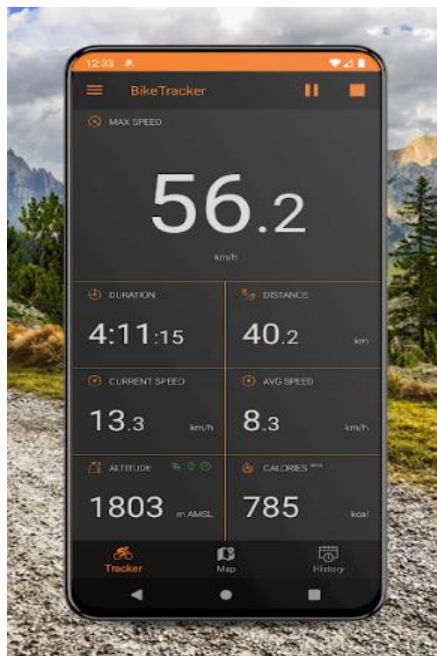 12:33
BikeTracker
MAX SPEED
56.2
km/h
DURATION
DISTANCE
4:11:15
40.2 km
CURRENT SPEED
AVG SPEED
13.3 km/h
8.3 km/h
ALTITUDE
CALORIES
1803 m AMSL
785 kcal
Tracker
Map
History